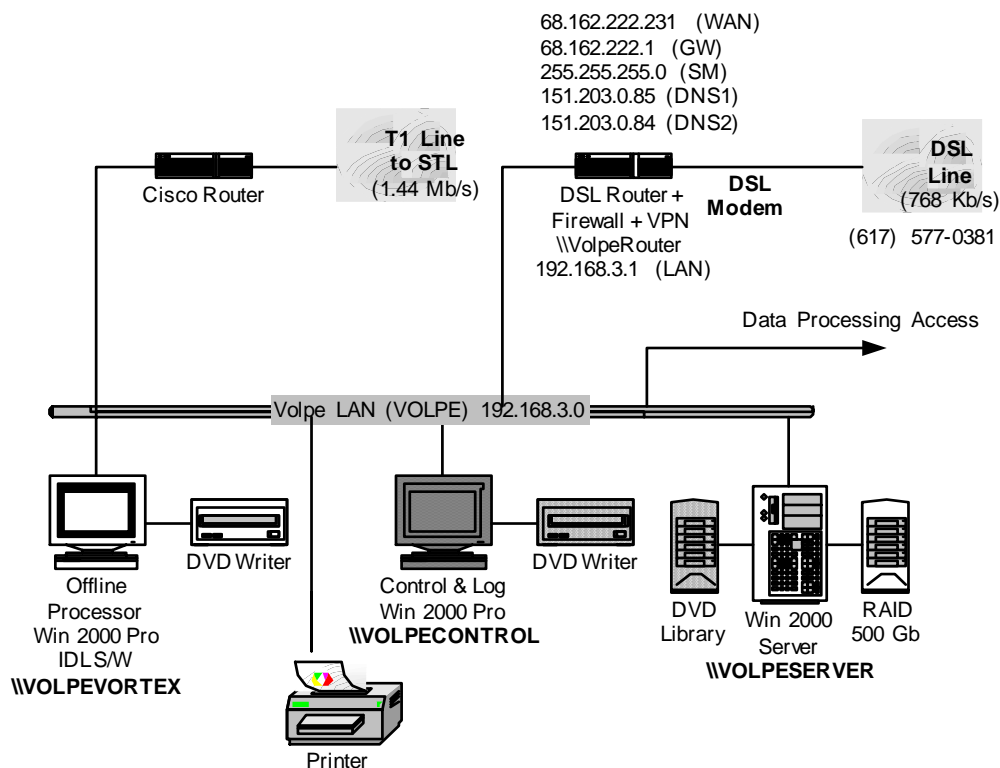 68.162.222.231 (WAN)
68.162.222.1 (GW)
255.255.255.0 (SM)
151.203.0.85 (DNS1)
151.203.0.84 (DNS2)
T1 Line
to STL
(1.44 Mb/s)
Cisco Router
DSL Router +
Firewall + VPN
\\VolpeRouter
192.168.3.1 (LAN)
DSL
Modem
DSL
Line
(768 Kb/s)
(617) 577-0381
Data Processing Access
Volpe LAN (VOLPE) 192.168.3.0
Offline
Processor
Win 2000 Pro
IDLS/W
\\VOLPEVORTEX
DVD Writer
Control & Log
Win 2000 Pro
\\VOLPECONTROL
DVD Writer
DVD
Library
Win 2000
Server
\\VOLPESERVER
RAID
500 Gb
Printer